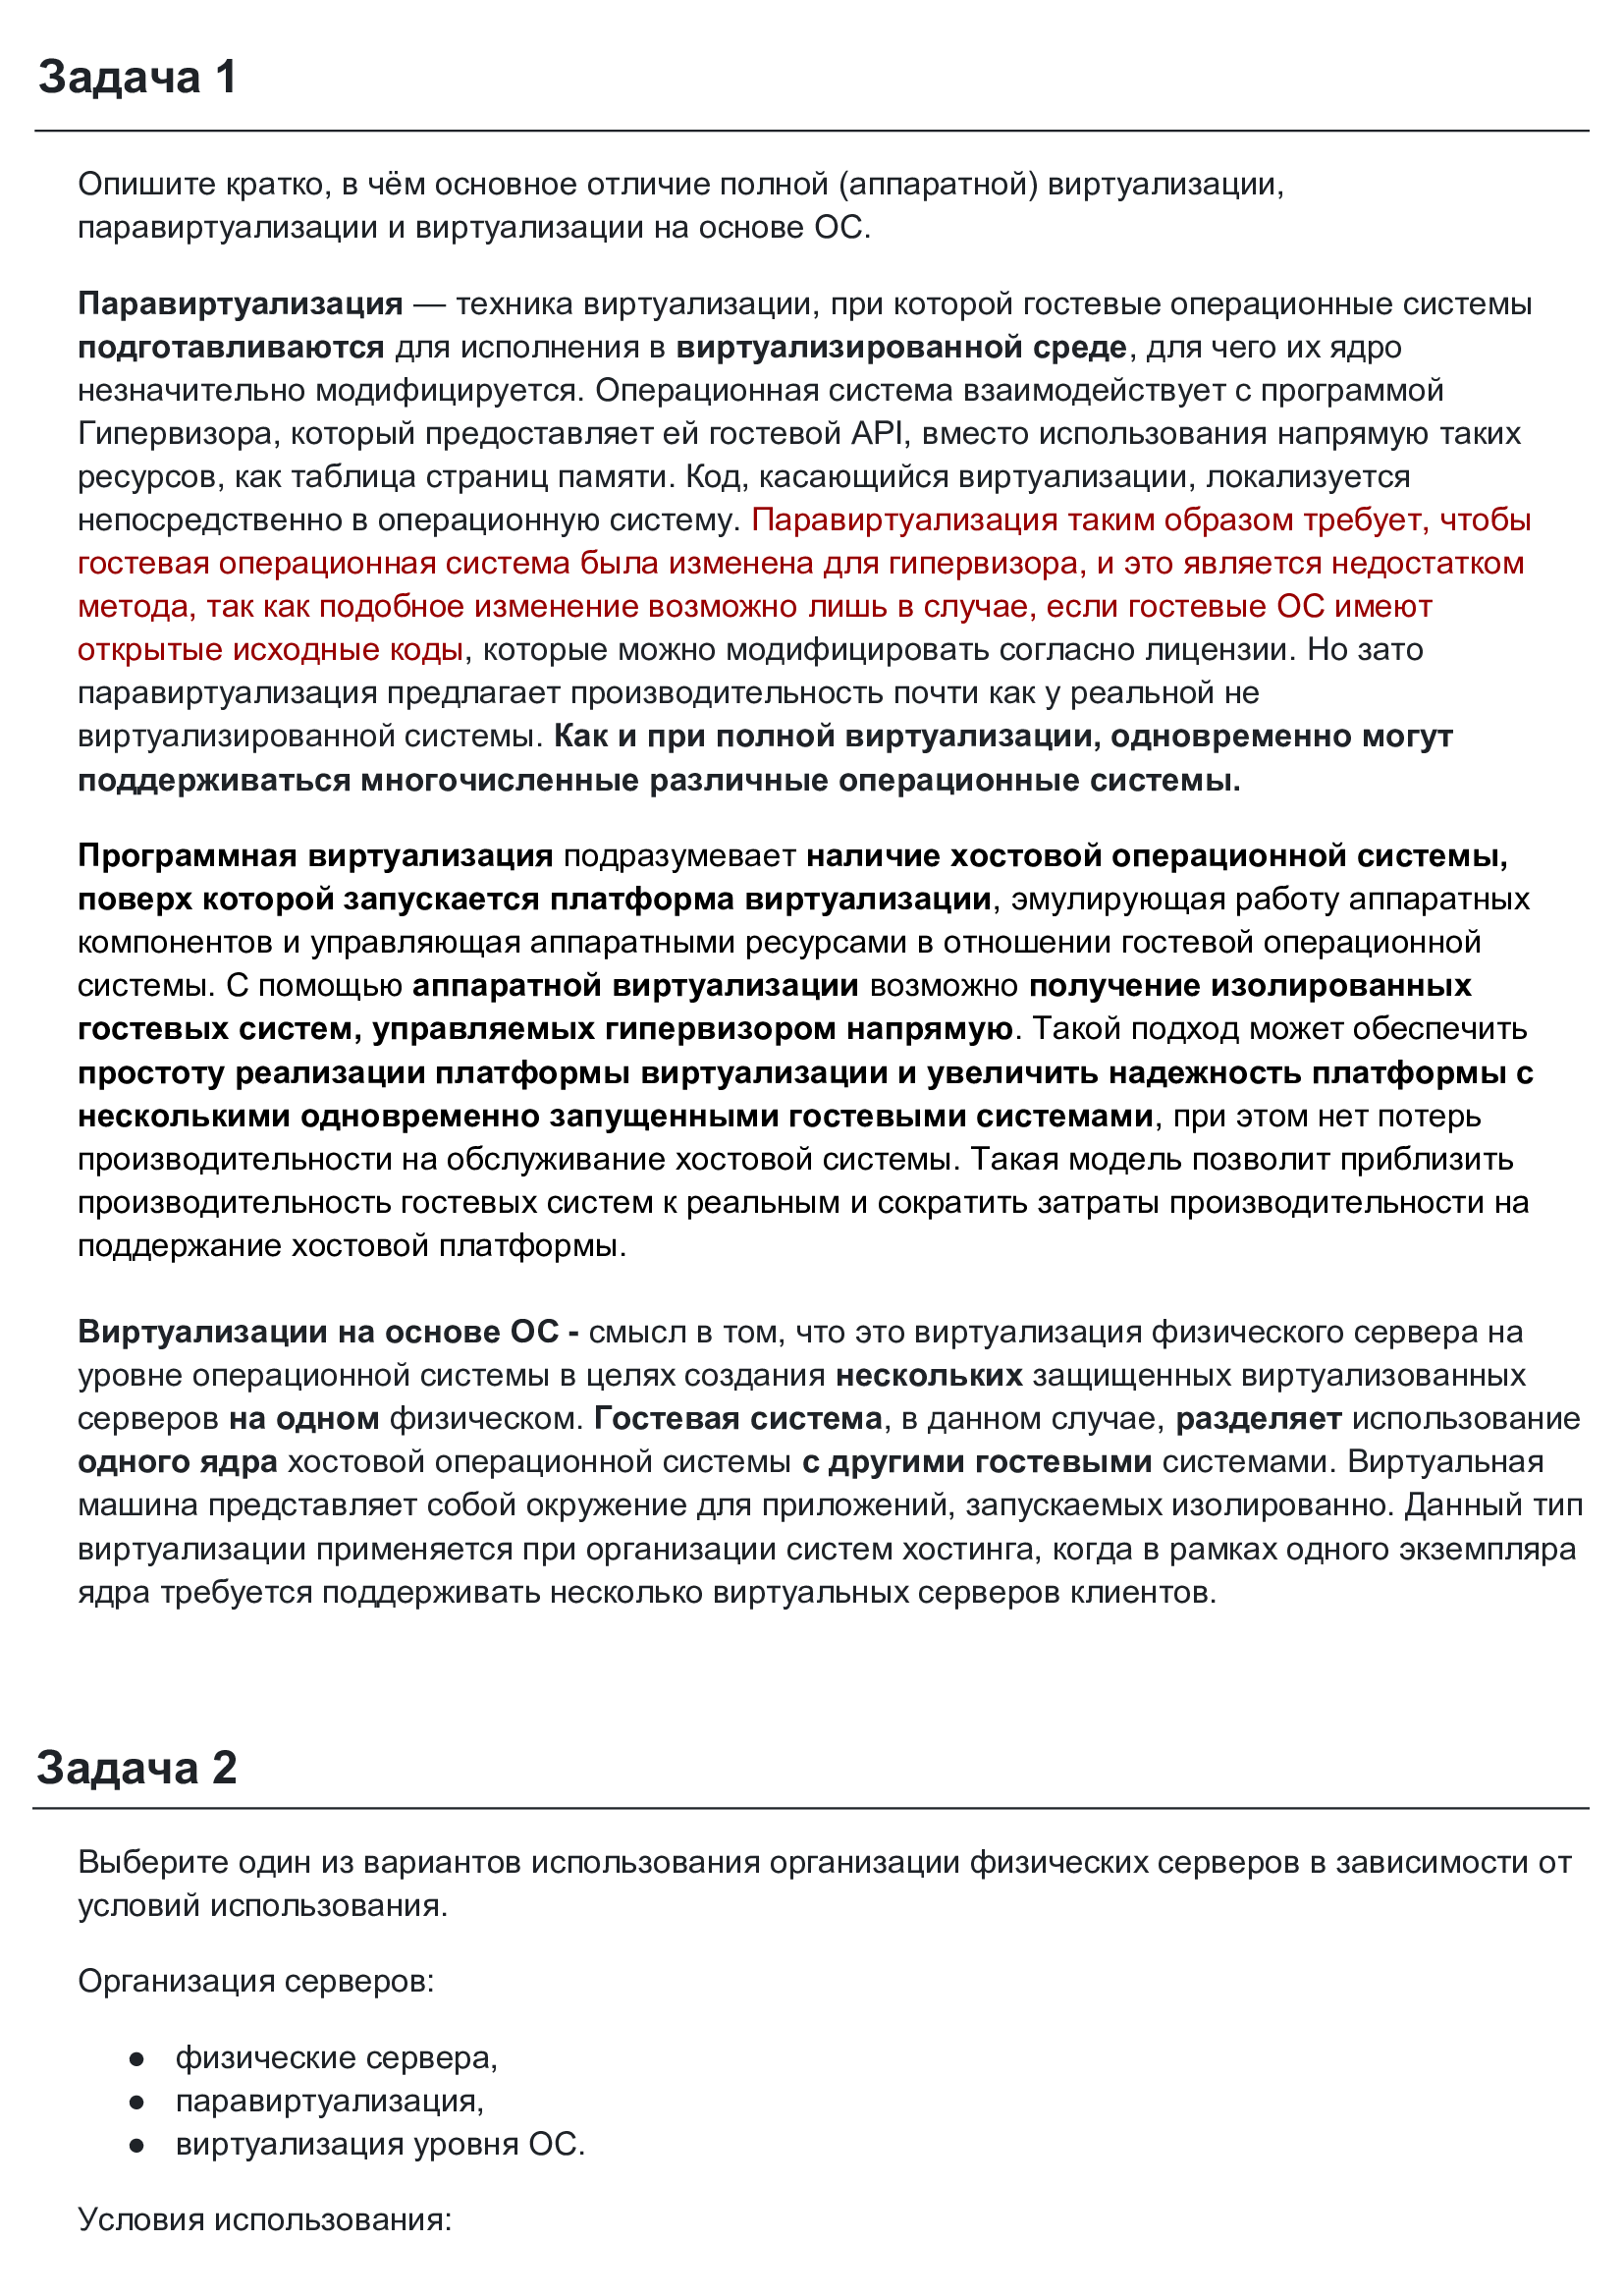 Задача 1
Опишите кратко, в чём основное отличие полной (аппаратной) виртуализации,
паравиртуализации и виртуализации на основе ОС.
Паравиртуализация — техника виртуализации, при которой гостевые операционные системы
подготавливаются для исполнения в виртуализированной среде, для чего их ядро
незначительно модифицируется. Операционная система взаимодействует с программой
Гипервизора, который предоставляет ей гостевой API, вместо использования напрямую таких
ресурсов, как таблица страниц памяти. Код, касающийся виртуализации, локализуется
непосредственно в операционную систему. Паравиртуализация таким образом требует, чтобы
гостевая операционная система была изменена для гипервизора, и это является недостатком
метода, так как подобное изменение возможно лишь в случае, если гостевые ОС имеют
открытые исходные коды, которые можно модифицировать согласно лицензии. Но зато
паравиртуализация предлагает производительность почти как у реальной не
виртуализированной системы. Как и при полной виртуализации, одновременно могут
поддерживаться многочисленные различные операционные системы.
Программная виртуализация подразумевает наличие хостовой операционной системы,
поверх которой запускается платформа виртуализации, эмулирующая работу аппаратных
компонентов и управляющая аппаратными ресурсами в отношении гостевой операционной
системы. С помощью аппаратной виртуализации возможно получение изолированных
гостевых систем, управляемых гипервизором напрямую. Такой подход может обеспечить
простоту реализации платформы виртуализации и увеличить надежность платформы с
несколькими одновременно запущенными гостевыми системами, при этом нет потерь
производительности на обслуживание хостовой системы. Такая модель позволит приблизить
производительность гостевых систем к реальным и сократить затраты производительности на
поддержание хостовой платформы.
Виртуализации на основе ОС - смысл в том, что это виртуализация физического сервера на
уровне операционной системы в целях создания нескольких защищенных виртуализованных
серверов на одном физическом. Гостевая система, в данном случае, разделяет использование
одного ядра хостовой операционной системы с другими гостевыми системами. Виртуальная
машина представляет собой окружение для приложений, запускаемых изолированно. Данный тип
виртуализации применяется при организации систем хостинга, когда в рамках одного экземпляра
ядра требуется поддерживать несколько виртуальных серверов клиентов.
Задача 2
Выберите один из вариантов использования организации физических серверов в зависимости от
условий использования.
Организация серверов:
● физические сервера,
● паравиртуализация,
● виртуализация уровня ОС.
Условия использования: